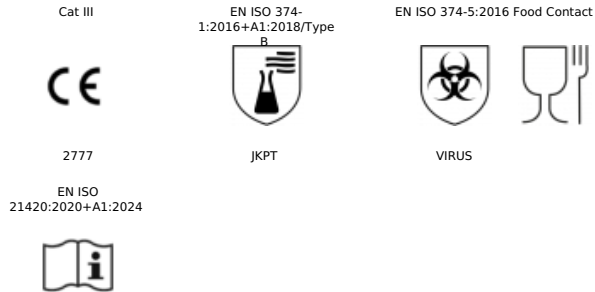 Cat III
EN ISO 374-
1:2016+A1:2018/Type
B
EN ISO 374-5:2016 Food Contact
CE
2777
JKPT
VIRUS
EN ISO
21420:2020+A1:2024
i